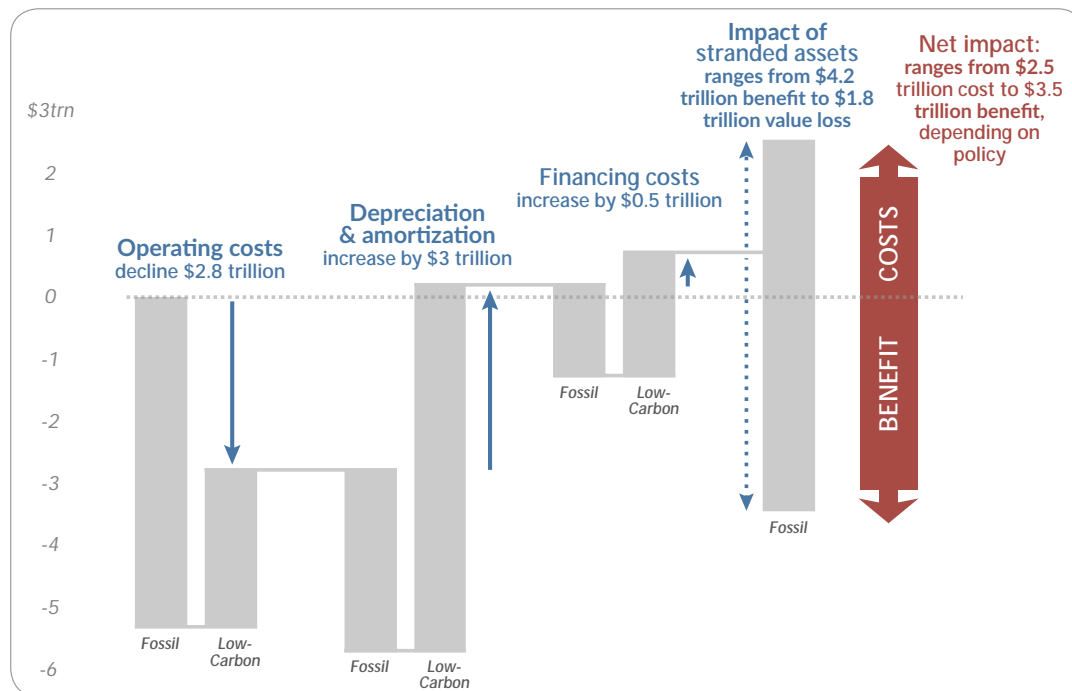 Impact of
stranded assets
ranges from $4.2
trillion benefit to $1.8
trillion value loss
Net impact:
ranges from $2.5
trillion cost to $3.5
trillion benefit,
depending on
policy
Financing costs
increase by $0.5 trillion
Depreciation
& amortization
increase by $3 trillion
Operating costs
decline $2.8 trillion
$3trn
2
1
0
-1
-2
-3
-4
-5
-6
Fossil
Low-
Carbon
Fossil
Low-
Carbon
Fossil
Low-
Carbon
Fossil
COSTS
BENEFIT